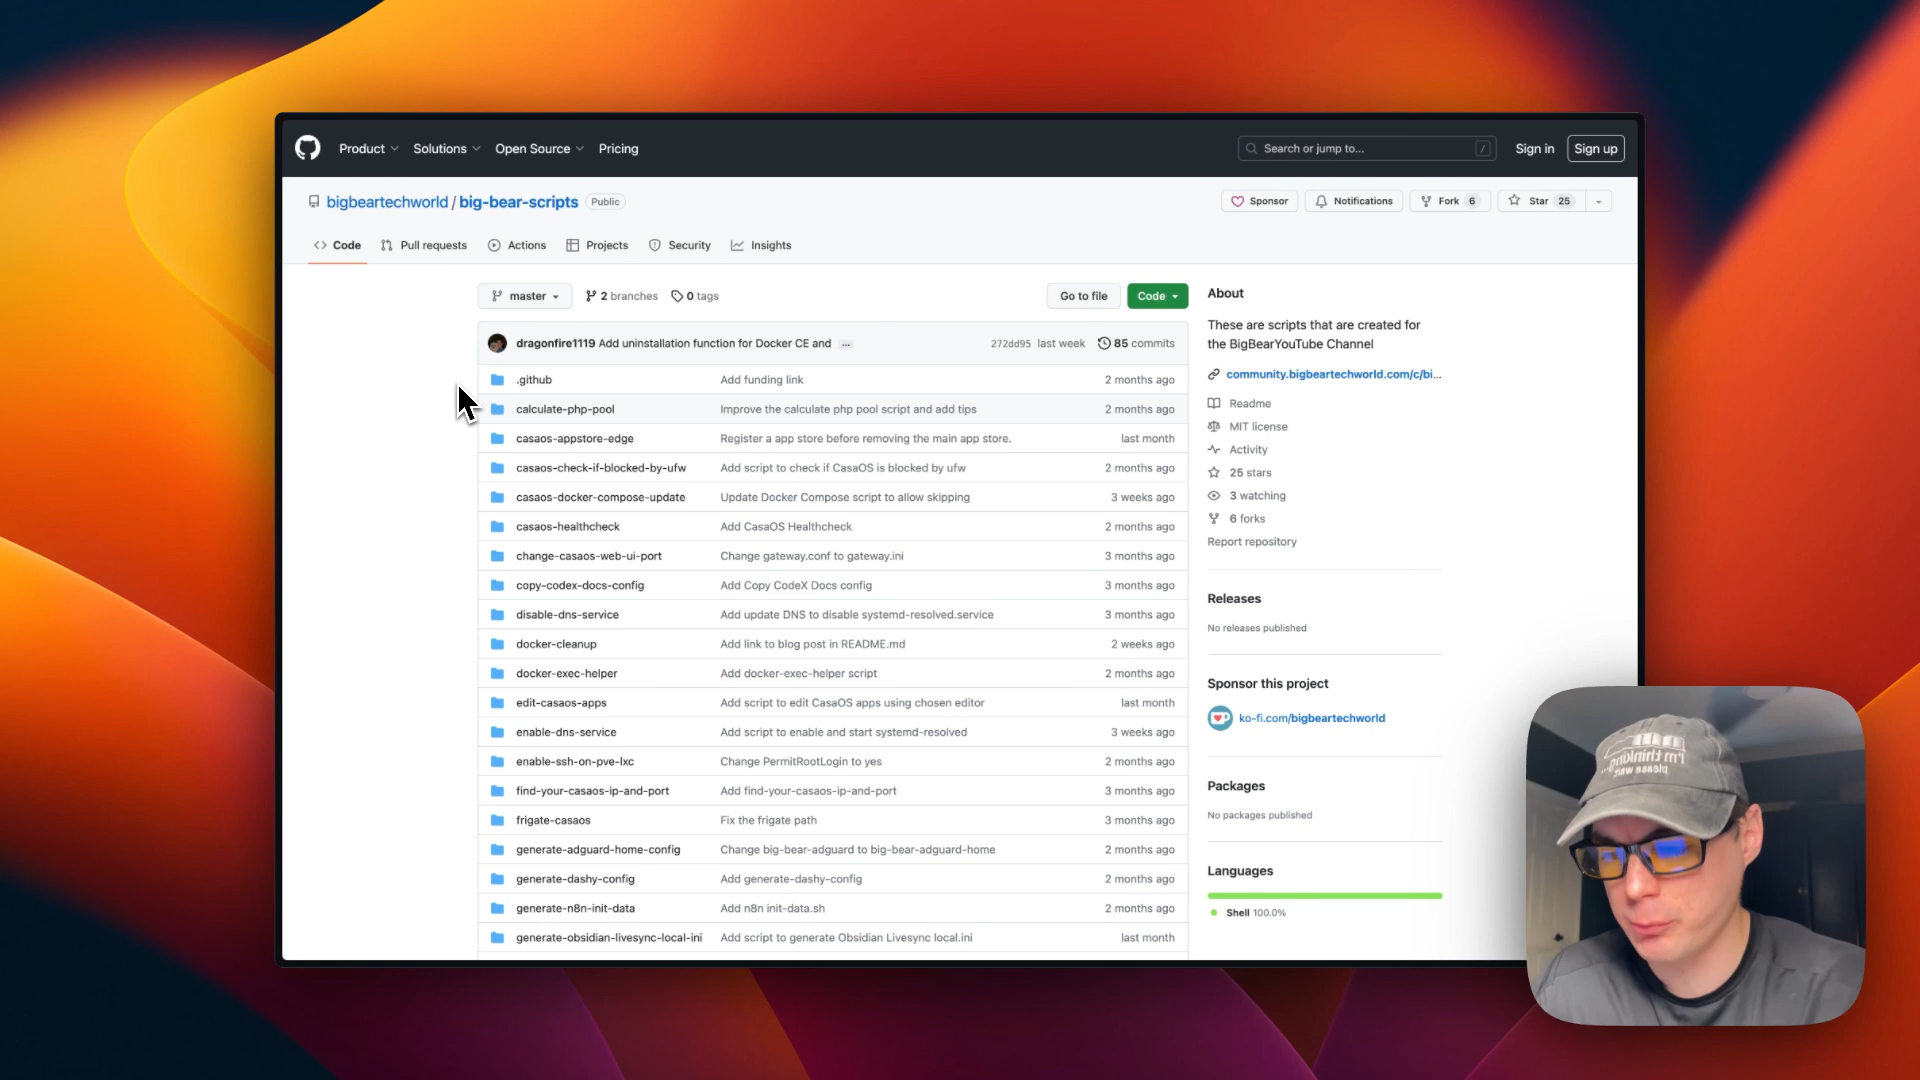 Product Solutions Open Source Pricing Search or jump to... / Sign in Sign up
bigbeartechworld / big-bear-scripts Public Sponsor Notifications Fork 6 Star 25
Code Pull requests Actions Projects Security Insights
master 2 branches 0 tags Go to file Code
dragonfire1119 Add uninstallation function for Docker CE and ... 272dd95 last week 85 commits
.github Add funding link 2 months ago
calculate-php-pool Improve the calculate php pool script and add tips 2 months ago
casaos-appstore-edge Register a app store before removing the main app store. last month
casaos-check-if-blocked-by-ufw Add script to check if CasaOS is blocked by ufw 2 months ago
casaos-docker-compose-update Update Docker Compose script to allow skipping 3 weeks ago
casaos-healthcheck Add CasaOS Healthcheck 2 months ago
change-casaos-web-ui-port Change gateway.conf to gateway.ini 3 months ago
copy-codex-docs-config Add Copy CodeX Docs config 3 months ago
disable-dns-service Add update DNS to disable systemd-resolved.service 3 months ago
docker-cleanup Add link to blog post in README.md 2 weeks ago
docker-exec-helper Add docker-exec-helper script 2 months ago
edit-casaos-apps Add script to edit CasaOS apps using chosen editor last month
enable-dns-service Add script to enable and start systemd-resolved 3 weeks ago
enable-ssh-on-pve-lxc Change PermitRootLogin to yes 2 months ago
find-your-casaos-ip-and-port Add find-your-casaos-ip-and-port 3 months ago
frigate-casaos Fix the frigate path 3 months ago
generate-adguard-home-config Change big-bear-adguard to big-bear-adguard-home 2 months ago
generate-dashy-config Add generate-dashy-config 2 months ago
generate-n8n-init-data Add n8n init-data.sh 2 months ago
generate-obsidian-livesync-local-ini Add script to generate Obsidian Livesync local.ini last month
About
These are scripts that are created for
the BigBearYouTube Channel
community.bigbeartechworld.com/c/bi...
Readme
MIT license
Activity
25 stars
3 watching
6 forks
Report repository
Releases
No releases published
Sponsor this project
ko-fi.com/bigbeartechworld
Packages
No packages published
Languages
Shell 100.0%
I'm thinking
please wait